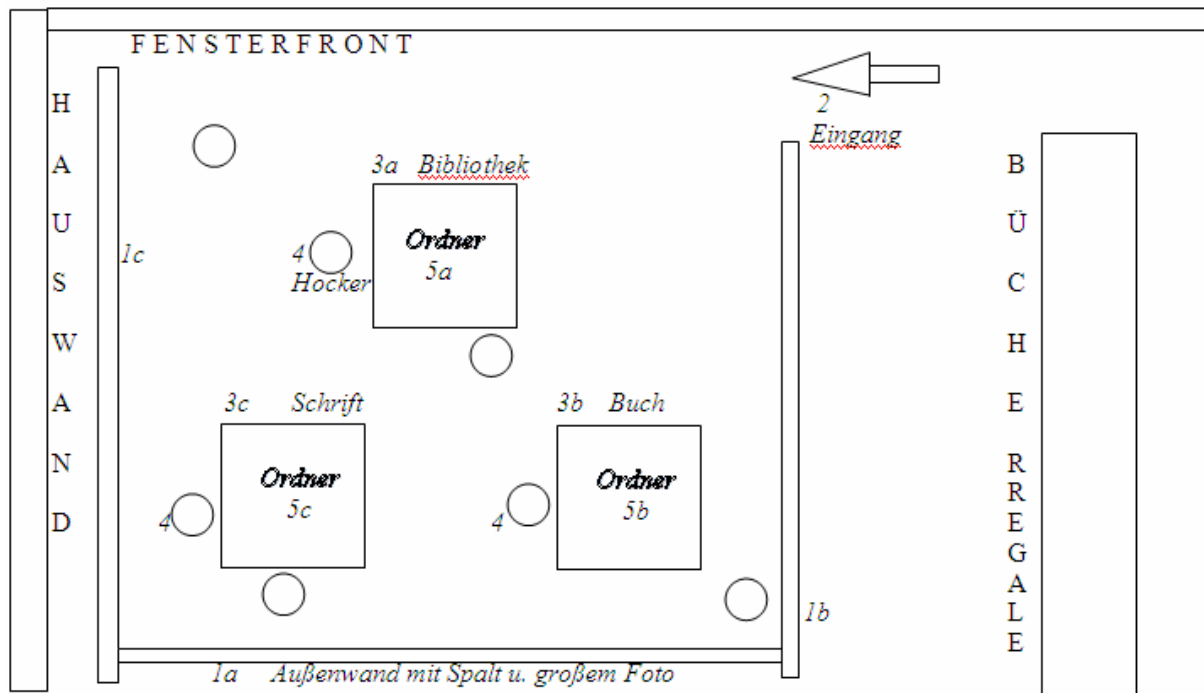 F E N S T E R F R O N T
H A U S W A N D
2
Eingang
3a Bibliothek
Ordner
5a
1c
4
Hocker
3c Schrift
Ordner
5c
4
3b Buch
Ordner
5b
4
1b
1a Außenwand mit Spalt u. großem Foto
B Ü C H E R R E G A L E